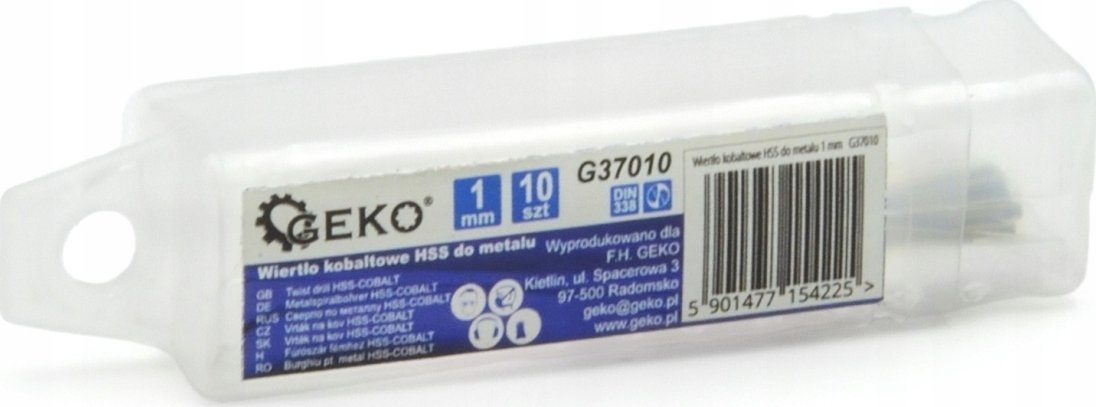 GEKO®
1 mm
10 szt
G37010
DIN 338
Wiertło kobaltowe HSS do metalu
GB Twist drill HSS-COBALT
DE Metalspiralbohrer HSS-COBALT
RUS Сверло по металлу HSS-COBALT
CZ Vrták na kov HSS-COBALT
SK Vrták na kov HSS-COBALT
H Fúrószár fémhez HSS-COBALT
RO Burghiu pt. metal HSS-COBALT
Wyprodukowano dla
F.H. GEKO
Kietlin, ul. Spacerowa 3
97-500 Radomsko
geko@geko.pl
www.geko.pl
Wiertło kobaltowe HSS do metalu 1 mm G37010
5 901477 154225 >